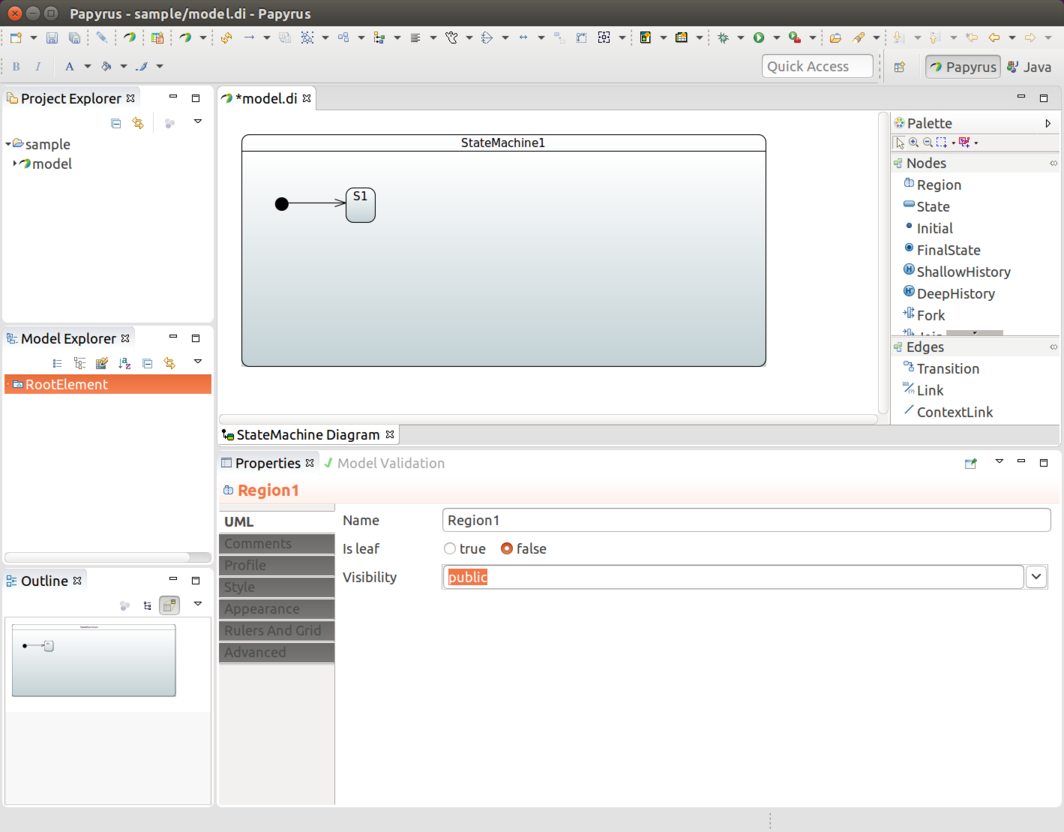 Papyrus - sample/model.di - Papyrus
B I A
Quick Access
Papyrus
Java
Project Explorer
sample
model
*model.di
StateMachine1
S1
Palette
Nodes
Region
State
Initial
FinalState
ShallowHistory
DeepHistory
Fork
Edges
Transition
Link
ContextLink
Model Explorer
RootElement
StateMachine Diagram
Outline
Properties
Model Validation
Region1
UML
Comments
Profile
Style
Appearance
Rulers And Grid
Advanced
Name
Region1
Is leaf
true
false
Visibility
public